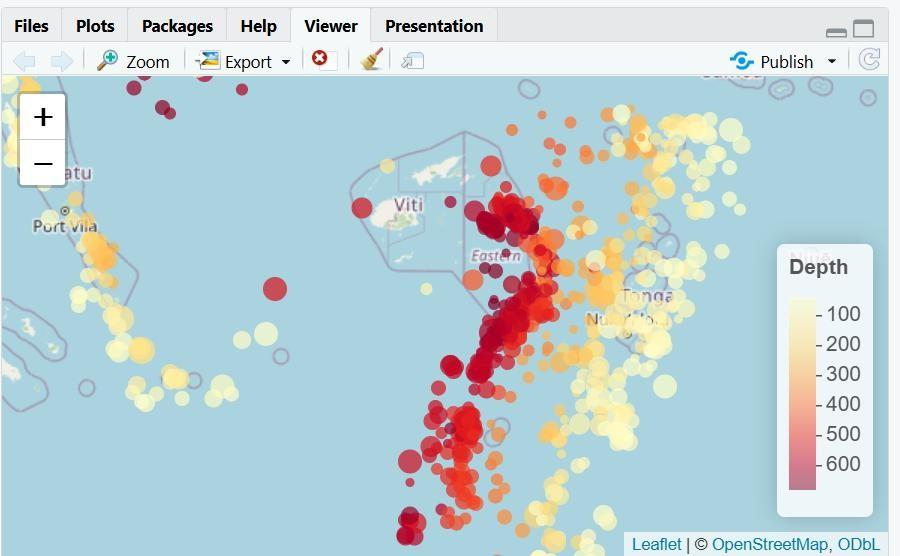 Files Plots Packages Help Viewer Presentation
Zoom Export Publish
+
−
Port Vila
Viti
Eastern
Tonga
Depth
100
200
300
400
500
600
Leaflet | © OpenStreetMap, ODbL